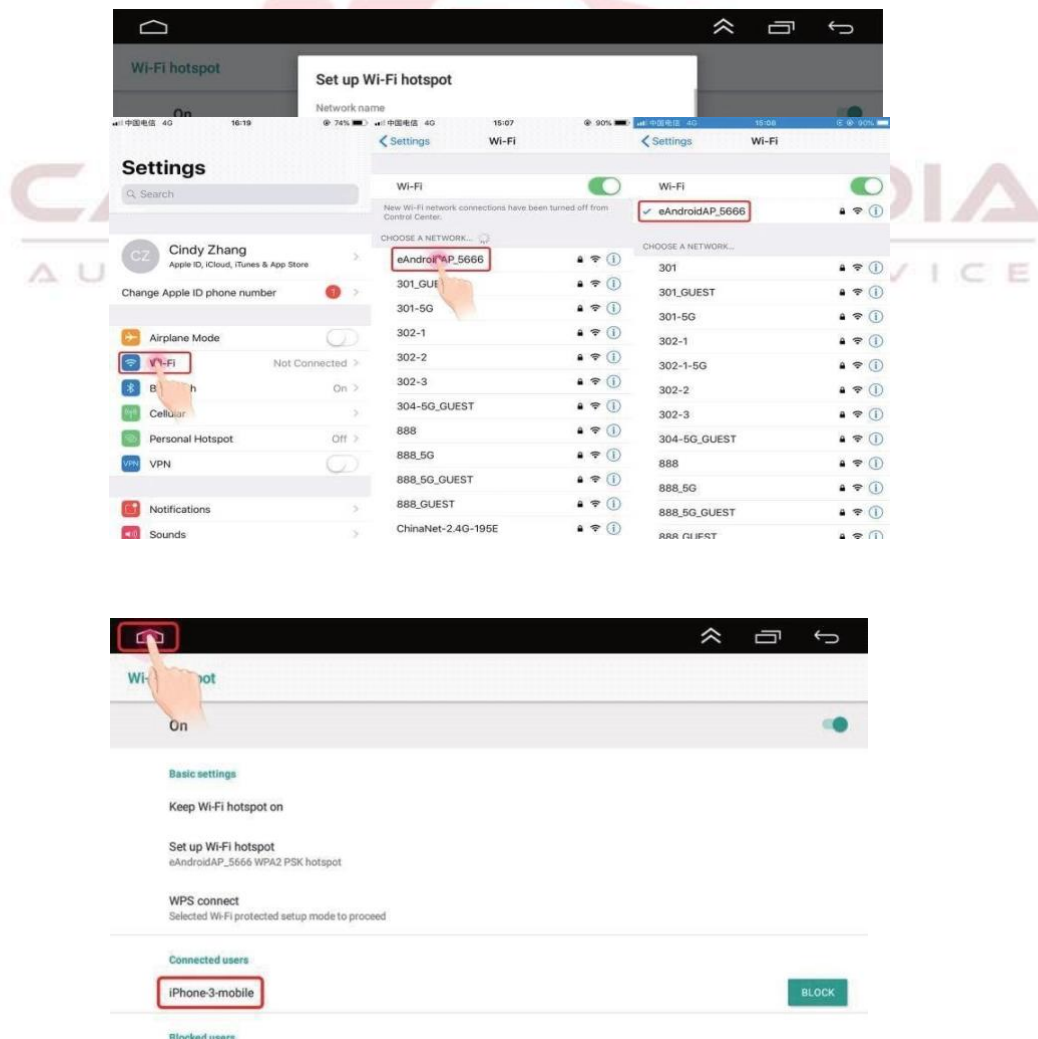 Wi-Fi hotspot
Set up Wi-Fi hotspot
Network name
On
中国电信 4G 16:19 74%
Settings
Search
CZ
Cindy Zhang
Apple ID, iCloud, iTunes & App Store
Change Apple ID phone number 1
Airplane Mode
Wi-Fi Not Connected
On
Cellular
Personal Hotspot Off
VPN VPN
Notifications
Sounds
中国电信 4G 15:07 90%
Settings Wi-Fi
Wi-Fi
New Wi-Fi network connections have been turned off from
Control Center.
CHOOSE A NETWORK...
eAndroidAP_5666
301_GUE
301-5G
302-1
302-2
302-3
304-5G_GUEST
888
888_5G
888_5G_GUEST
888_GUEST
ChinaNet-2.4G-195E
中国电信 4G 15:08 90%
Settings Wi-Fi
Wi-Fi
eAndroidAP_5666
CHOOSE A NETWORK...
301
301_GUEST
301-5G
302-1
302-1-5G
302-2
302-3
304-5G_GUEST
888
888_5G
888_5G_GUEST
888_GUEST
On
Basic settings
Keep Wi-Fi hotspot on
Set up Wi-Fi hotspot
eAndroidAP_5666 WPA2 PSK hotspot
WPS connect
Selected Wi-Fi protected setup mode to proceed
Connected users
iPhone-3-mobile BLOCK
Blocked users